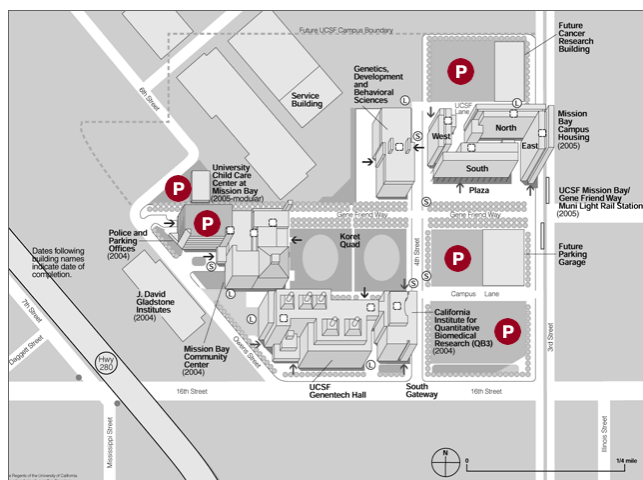 Future UCSF Campus Boundary
Future
Cancer
Research
Building
P
6th Street
Genetics,
Development
and
Behavioral
Sciences
Service
Building
L
UCSF
Lane
L
North
West
East
South
S
Mission
Bay
Campus
Housing
(2005)
Plaza
University
Child Care
Center at
Mission Bay
(2005-modular)
P
P
S
UCSF Mission Bay/
Gene Friend Way
Muni Light Rail Station
(2005)
Gene Friend Way
Gene Friend Way
Police and
Parking
Offices
(2004)
Koret
Quad
4th Street
P
Future
Parking
Garage
Dates following
building names
indicate date of
completion.
S
S
S
J. David
Gladstone
Institutes
(2004)
L
Campus Lane
L
California
Institute for
Quantitative
Biomedical
Research (QB3)
(2004)
P
3rd Street
7th Street
Daggett Street
Mission Bay
Community
Center
(2004)
Owens Street
Hwy
280
L
16th Street
UCSF
Genentech Hall
South
Gateway
16th Street
Mississippi Street
Illinois Street
N
0
1/4 mile
Regents of the University of California.